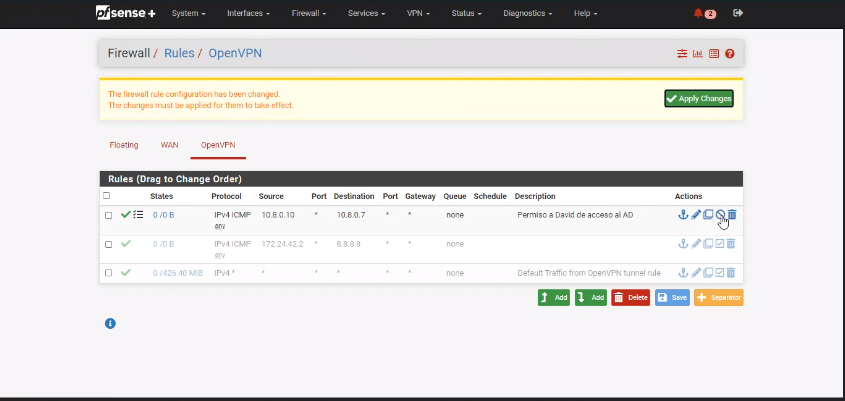 pfsense +
System
Interfaces
Firewall
Services
VPN
Status
Diagnostics
Help
2
Firewall / Rules / OpenVPN
The firewall rule configuration has been changed.
The changes must be applied for them to take effect.
Apply Changes
Floating
WAN
OpenVPN
Rules (Drag to Change Order)
States Protocol Source Port Destination Port Gateway Queue Schedule Description Actions
0 /0 B IPv4 ICMP 10.8.0.10 * 10.8.0.7 * * none Permiso a David de acceso al AD
any
0 /0 B IPv4 ICMP 172.24.42.2 * 8.8.8.8 * * none
any
0 /426.40 MiB IPv4 * * * * * * none Default Traffic from OpenVPN tunnel rule
Add
Add
Delete
Save
Separator